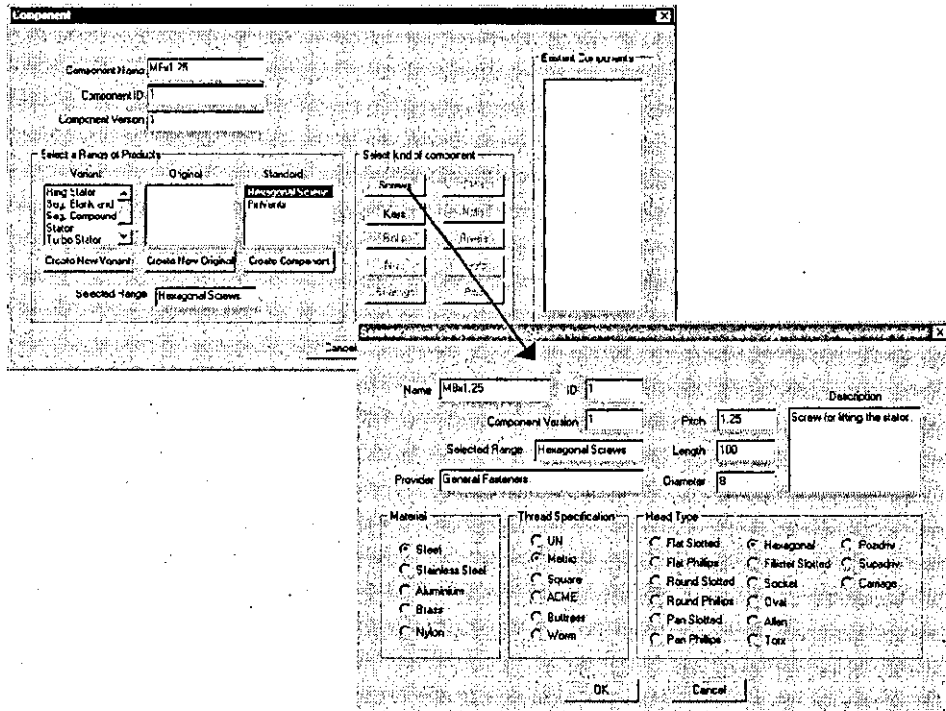 Component
Component Name M8x1.25
Component ID 1
Component Version 1
Existent Components
Select a Range of Products
Variant
Original
Standard
Ring Stator
Seg. Blank and
Seg. Compound
Stator
Turbo Stator
Hexagonal Screws
Create New Variant
Create New Original
Create Component
Selected Range Hexagonal Screws
Select kind of component
Screws
Keys
Cancel
Name M8x1.25 ID 1
Component Version 1
Selected Range Hexagonal Screws
Provider General Fasteners
Pitch 1.25
Length 100
Diameter 8
Description
Screw for fitting the stator.
Material
Steel
Stainless Steel
Aluminium
Brass
Nylon
Thread Specification
UN
Metric
Square
ACME
Buttress
Worm
Head Type
Flat Slotted
Flat Phillips
Round Slotted
Round Phillips
Pan Slotted
Pan Phillips
Hexagonal
Fillister Slotted
Socket
Oval
Allen
Torx
Pozidriv
Supadriv
Carriage
OK
Cancel